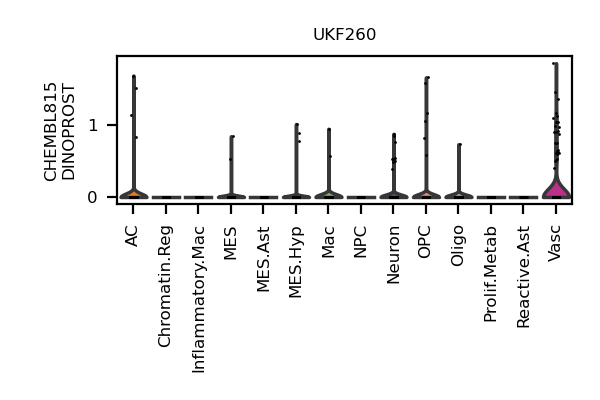 UKF260
CHEMBL815
DINOPROST
1
0
AC
Chromatin.Reg
Inflammatory.Mac
MES
MES.Ast
MES.Hyp
Mac
NPC
Neuron
OPC
Oligo
Prolif.Metab
Reactive.Ast
Vasc